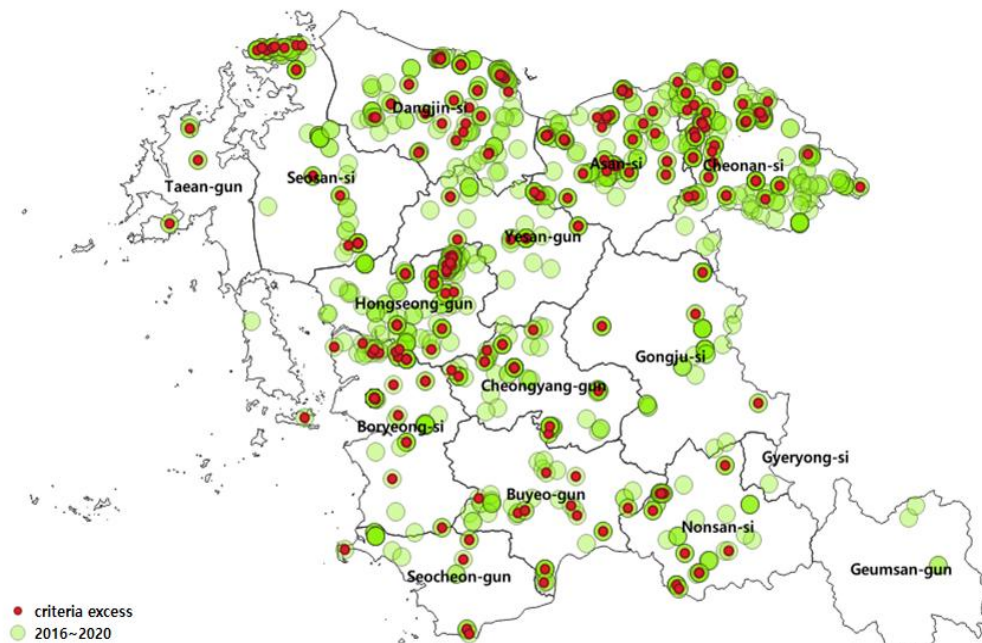 Dangjin-si
Asan-si
Cheonan-si
Taean-gun
Seosan-si
Yesan-gun
Hongseong-gun
Gongju-si
Cheongyang-gun
Boryeong-si
Gyeryong-si
Buyeo-gun
Nonsan-si
Seocheon-gun
Geumsan-gun
criteria excess
2016~2020